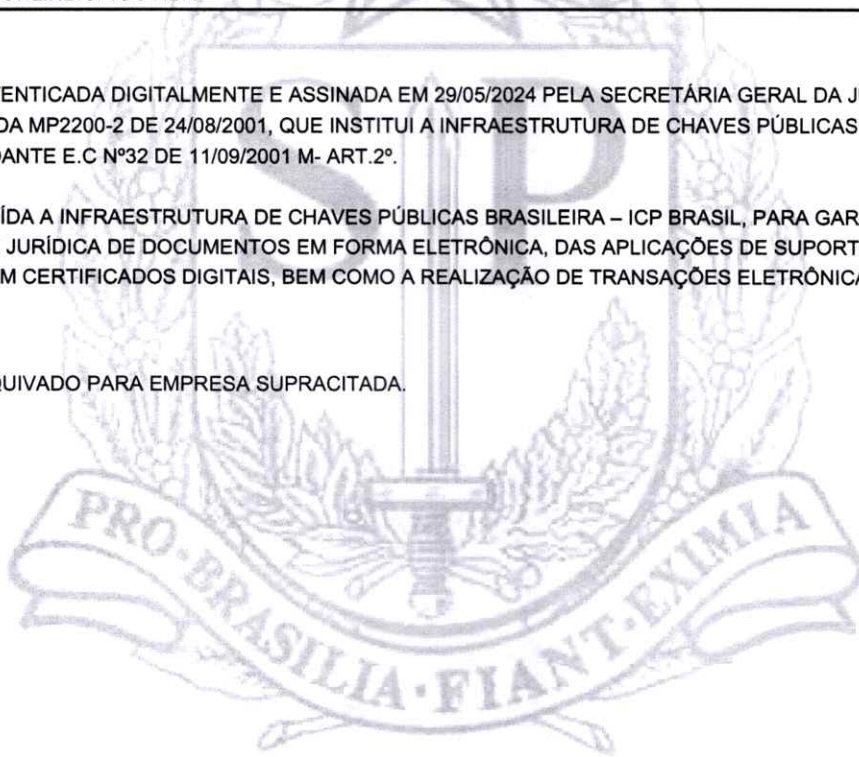 ENTICADA DIGITALMENTE E ASSINADA EM 29/05/2024 PELA SECRETÁRIA GERAL DA J
DA MP2200-2 DE 24/08/2001, QUE INSTITUI A INFRAESTRUTURA DE CHAVES PÚBLICAS
DANTE E.C Nº32 DE 11/09/2001 M- ART.2º.
ÍDA A INFRAESTRUTURA DE CHAVES PÚBLICAS BRASILEIRA – ICP BRASIL, PARA GAR
JURÍDICA DE DOCUMENTOS EM FORMA ELETRÔNICA, DAS APLICAÇÕES DE SUPORT
M CERTIFICADOS DIGITAIS, BEM COMO A REALIZAÇÃO DE TRANSAÇÕES ELETRÔNICA
QUIVADO PARA EMPRESA SUPRACITADA.
SP
PRO·BRASILIA·FIANT·EXIMIA